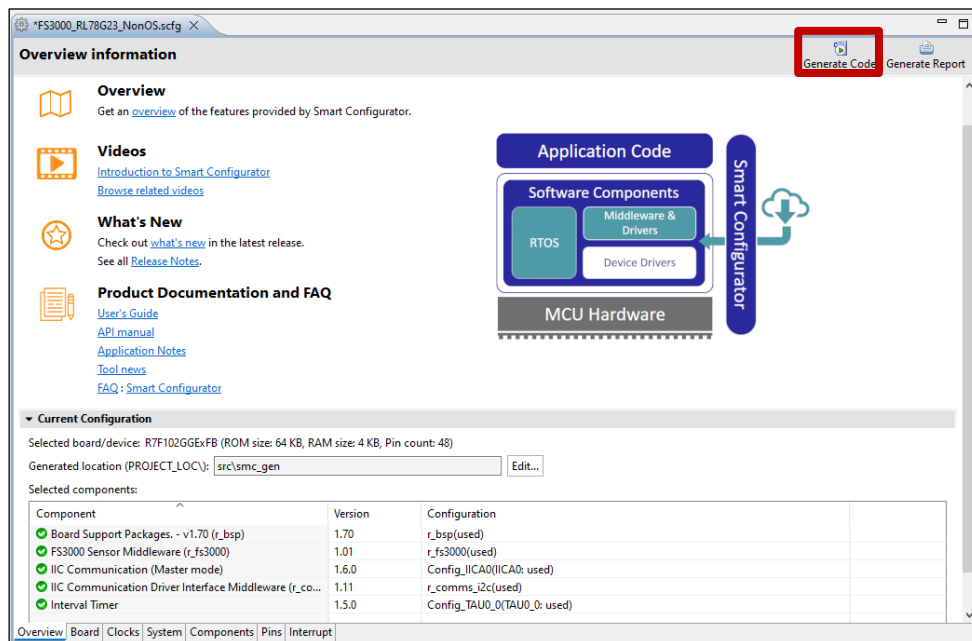 *FS3000_RL78G23_NonOS.scfg
Overview information
Generate Code
Generate Report
Overview
Get an overview of the features provided by Smart Configurator.
Videos
Introduction to Smart Configurator
Browse related videos
What's New
Check out what's new in the latest release.
See all Release Notes.
Product Documentation and FAQ
User's Guide
API manual
Application Notes
Tool news
FAQ : Smart Configurator
Application Code
Software Components
RTOS
Middleware &
Drivers
Device Drivers
MCU Hardware
Smart Configurator
Current Configuration
Selected board/device: R7F102GGExFB (ROM size: 64 KB, RAM size: 4 KB, Pin count: 48)
Generated location (PROJECT_LOC\): src\smc_gen Edit...
Selected components:
Component Version Configuration
Board Support Packages. - v1.70 (r_bsp) 1.70 r_bsp(used)
FS3000 Sensor Middleware (r_fs3000) 1.01 r_fs3000(used)
IIC Communication (Master mode) 1.6.0 Config_IICA0(IICA0: used)
IIC Communication Driver Interface Middleware (r_co... 1.11 r_comms_i2c(used)
Interval Timer 1.5.0 Config_TAU0_0(TAU0_0: used)
Overview Board Clocks System Components Pins Interrupt